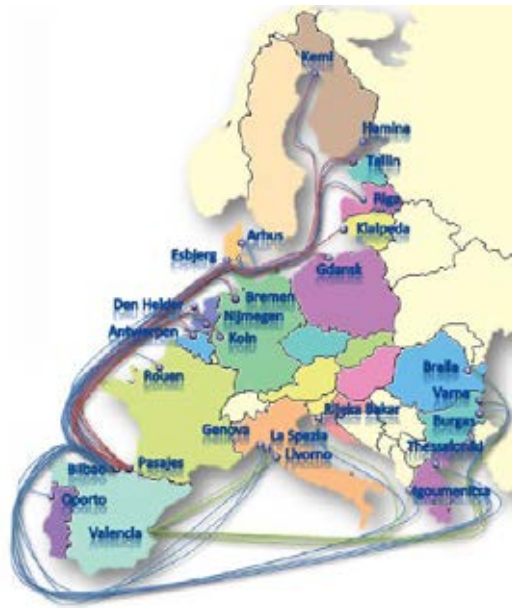 Kemi
Hamina
Tallin
Riga
Klaipeda
Arhus
Esbjerg
Gdansk
Bremen
Den Helder
Nijmegen
Antwerpen
Koln
Rouen
Braila
Varna
Burgas
Rijeka Bakar
Genova
La Spezia
Livorno
Thessaloniki
Igoumenitsa
Bilbao
Pasajes
Oporto
Valencia